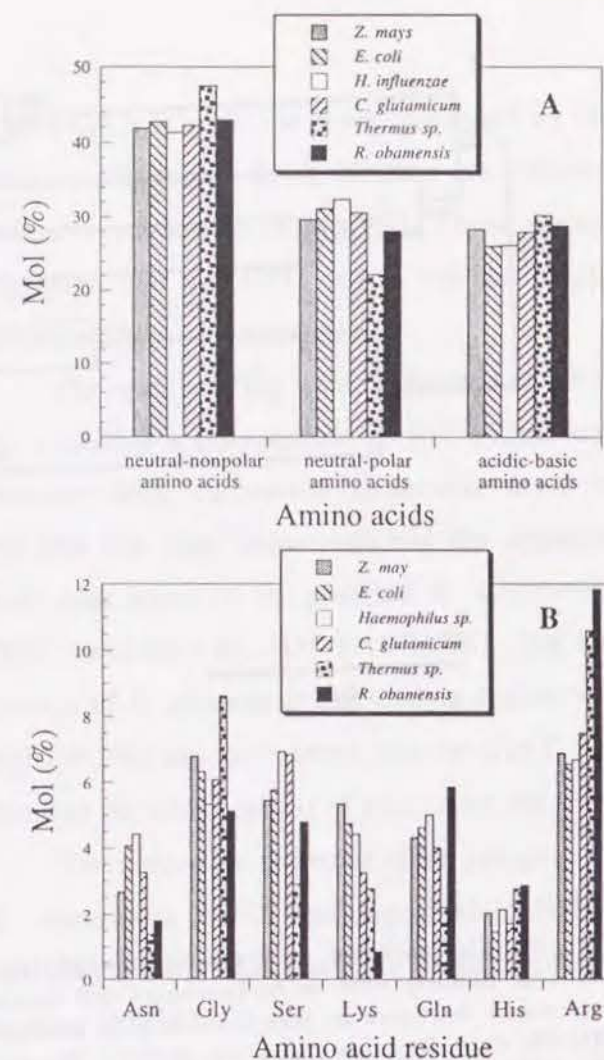 Z. mays
E. coli
H. influenzae
C. glutamicum
Thermus sp.
R. obamensis
A
50
40
30
20
10
0
Mol (%)
neutral-nonpolar amino acids
neutral-polar amino acids
acidic-basic amino acids
Amino acids
Z. may
E. coli
Haemophilus sp.
C. glutamicum
Thermus sp.
R. obamensis
B
12
10
8
6
4
2
0
Mol (%)
Asn Gly Ser Lys Gln His Arg
Amino acid residue